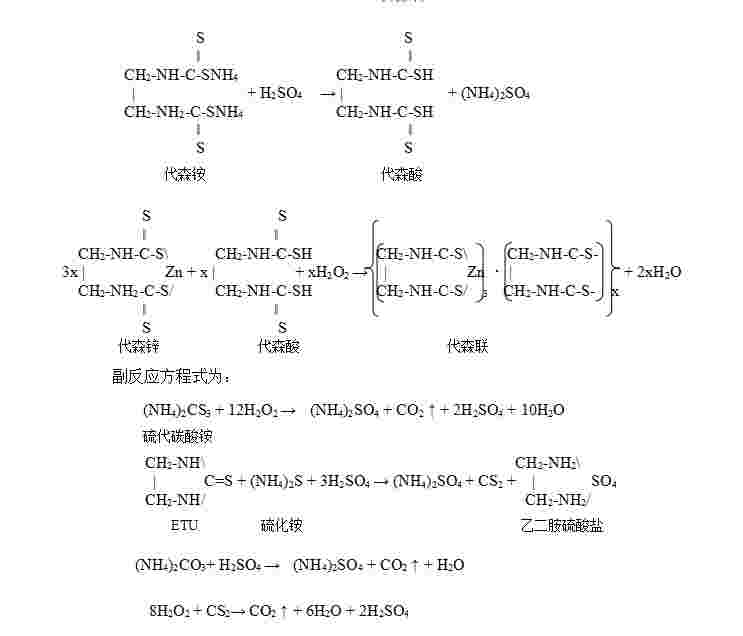 S
‖
CH2-NH-C-SNH4
| + H2SO4 → |
CH2-NH2-C-SNH4
‖
S
S
‖
CH2-NH-C-SH
+ (NH4)2SO4
CH2-NH-C-SH
‖
S
代森铵 代森酸
S S
‖ ‖
CH2-NH-C-S\ CH2-NH-C-SH CH2-NH-C-S\ CH2-NH-C-S-
3x | Zn + x | + xH2O2 → | Zn · | + 2xH2O
CH2-NH2-C-S/ CH2-NH-C-SH CH2-NH-C-S/ 3 CH2-NH-C-S- x
‖ ‖
S S
代森锌 代森酸 代森联
副反应方程式为:
(NH4)2CS3 + 12H2O2 → (NH4)2SO4 + CO2 ↑ + 2H2SO4 + 10H2O
硫代碳酸铵
CH2-NH\ CH2-NH2\
| C=S + (NH4)2S + 3H2SO4 → (NH4)2SO4 + CS2 + | SO4
CH2-NH/ CH2-NH2/
ETU 硫化铵 乙二胺硫酸盐
(NH4)2CO3+ H2SO4 → (NH4)2SO4 + CO2 ↑ + H2O
8H2O2 + CS2→ CO2 ↑ + 6H2O + 2H2SO4